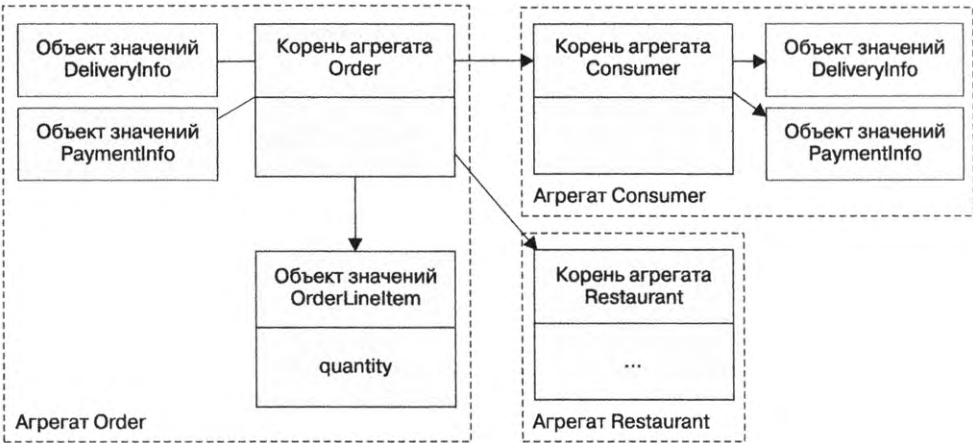 Объект значений
DeliveryInfo
Объект значений
PaymentInfo
Корень агрегата
Order
Объект значений
OrderLineItem
quantity
Агрегат Order
Корень агрегата
Consumer
Объект значений
DeliveryInfo
Объект значений
PaymentInfo
Агрегат Consumer
Корень агрегата
Restaurant
...
Агрегат Restaurant